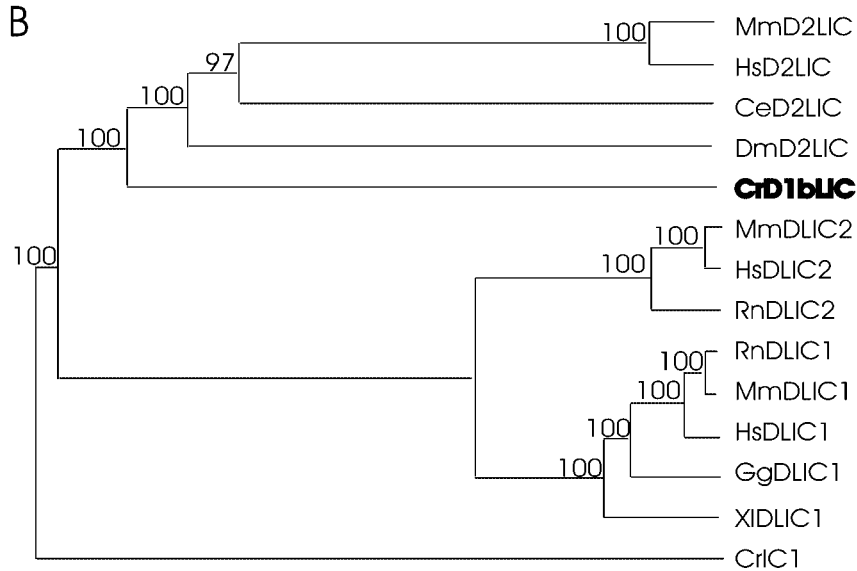 B
100 MmD2LIC
HsD2LIC
97
CeD2LIC
100
DmD2LIC
100
CrD1bLIC
MmDLIC2
100
100 HsDLIC2
100
RnDLIC2
RnDLIC1
100
100 MmDLIC1
HsDLIC1
100
GgDLIC1
100
XlDLIC1
CrIC1